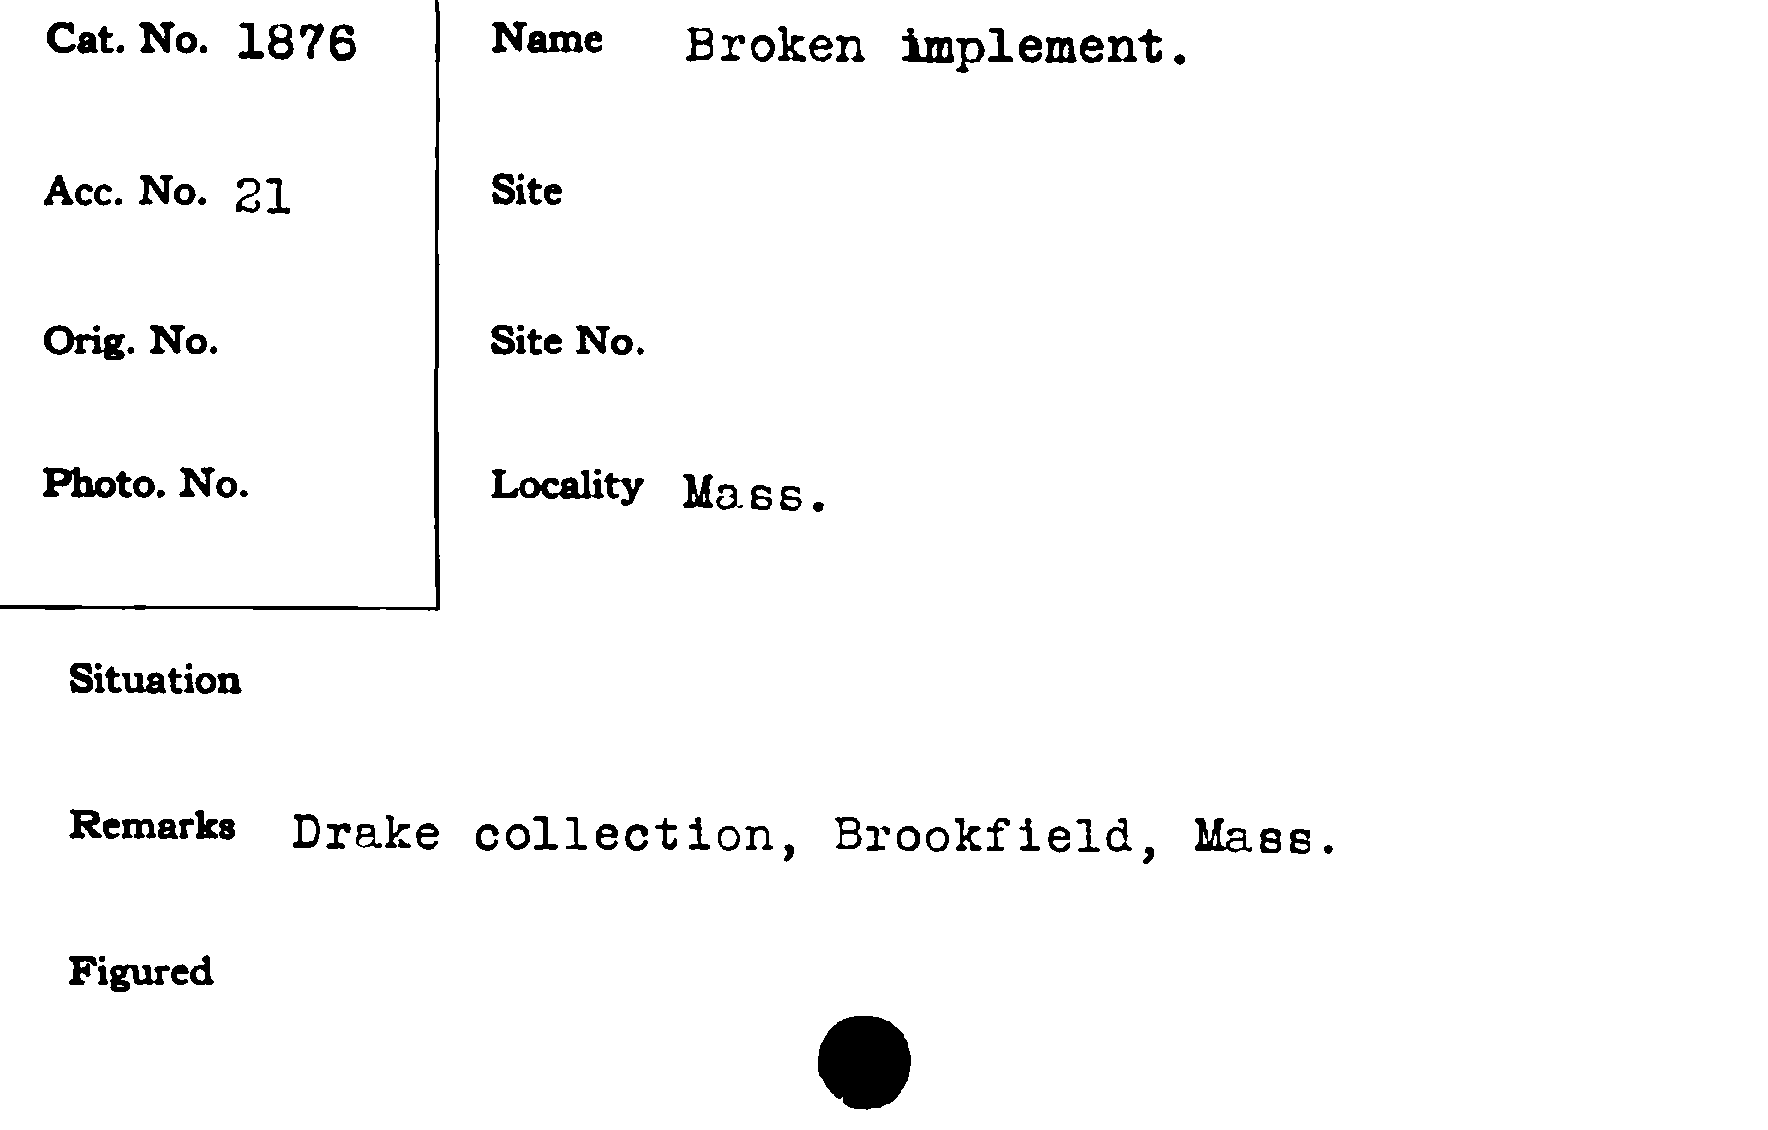 Cat. No. 1876
Name Broken implement.
Acc. No. 21
Site
Orig. No.
Site No.
Photo. No.
Locality Mass.
Situation
Remarks Drake collection, Brookfield, Mass.
Figured